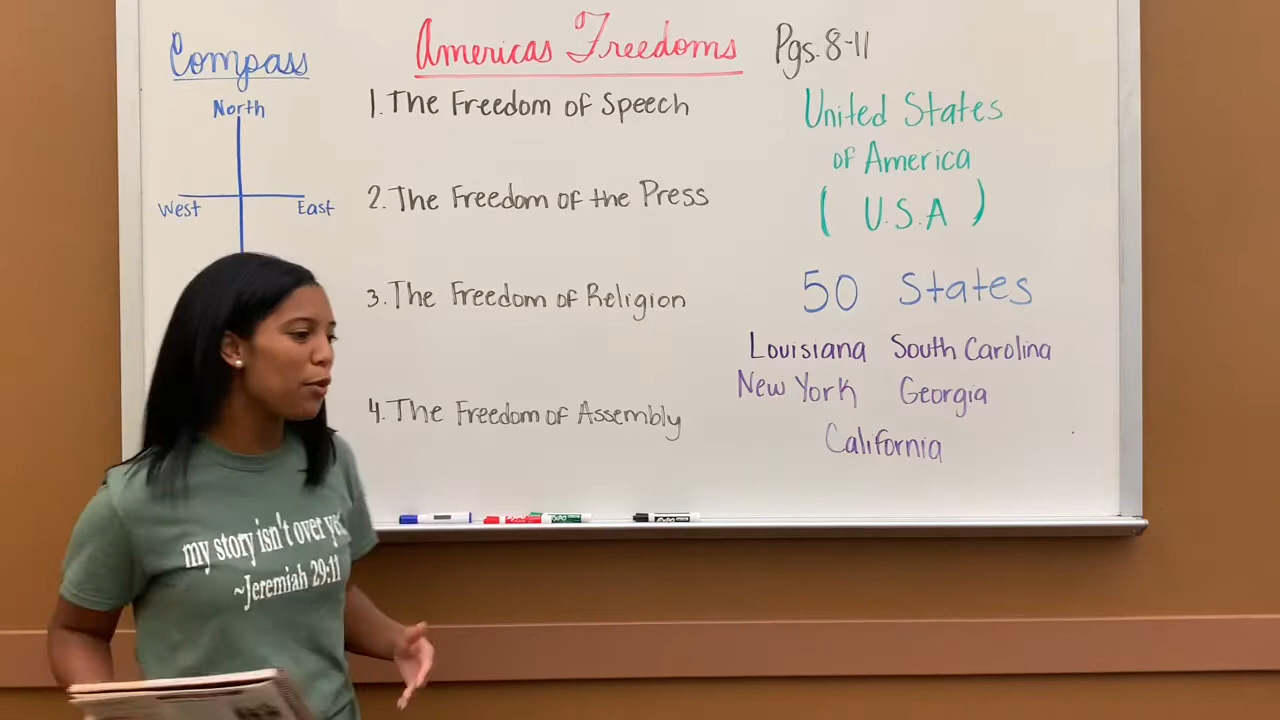 Compass
North
West East
Americas Freedoms Pgs. 8-11
1. The Freedom of Speech
2. The Freedom of the Press
3. The Freedom of Religion
4. The Freedom of Assembly
United States
of America
( U.S.A )
50 States
Louisiana South Carolina
New York Georgia
California
my story isn't over
~Jeremiah 29:11
EXPO
EXPO